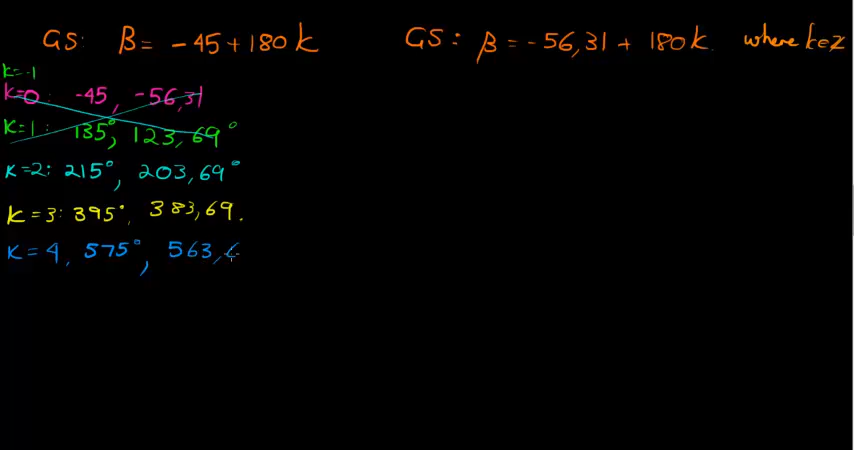 GS: β = -45 + 180k
GS: β = -56,31 + 180k. where k∈Z
k=-1
k=0: -45, -56,31
k=1: 135°, 123,69°
k=2: 215°, 203,69°
k=3: 395°, 383,69.
k=4, 575°, 563,6